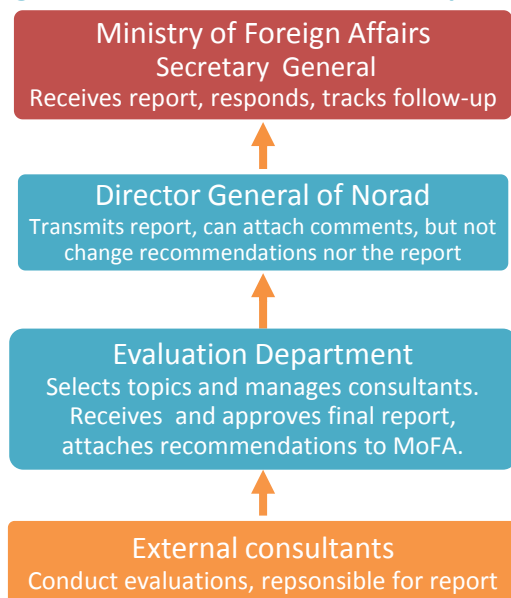 Ministry of Foreign Affairs
Secretary General
Receives report, responds, tracks follow-up
Director General of Norad
Transmits report, can attach comments, but not
change recommendations nor the report
Evaluation Department
Selects topics and manages consultants.
Receives and approves final report,
attaches recommendations to MoFA.
External consultants
Conduct evaluations, repsonsible for report